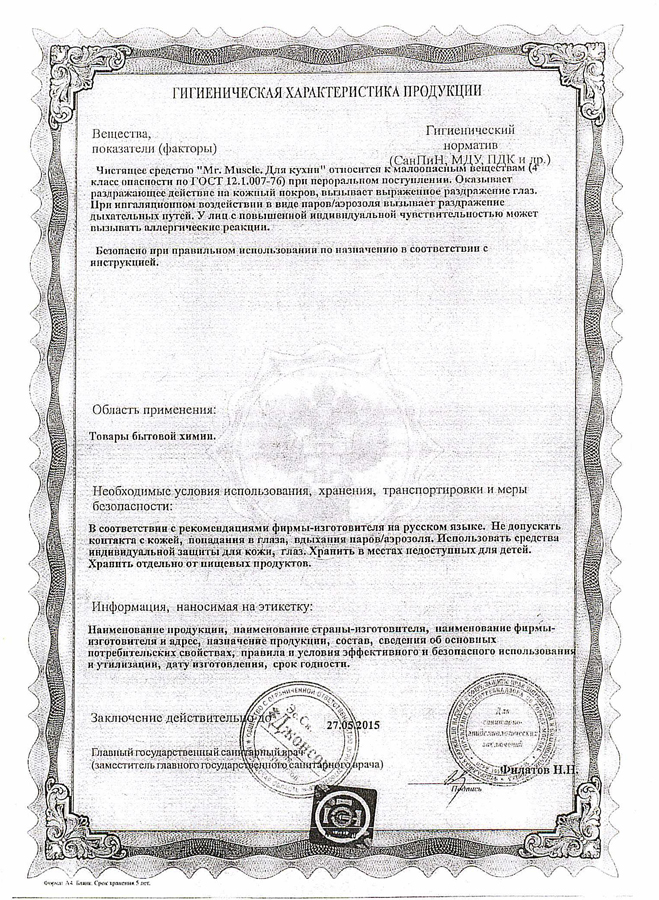 ГИГИЕНИЧЕСКАЯ ХАРАКТЕРИСТИКА ПРОДУКЦИИ
Вещества,
показатели (факторы)
Гигиенический
норматив
(СанПиН, МДУ, ПДК и др.)
Чистящее средство "Mr. Muscle. Для кухни" относится к малоопасным веществам (4
класс опасности по ГОСТ 12.1.007-76) при пероральном поступлении. Оказывает
раздражающее действие на кожный покров, вызывает выраженное раздражение глаз.
При ингаляционном воздействии в виде паров/аэрозоля вызывает раздражение
дыхательных путей. У лиц с повышенной индивидуальной чувствительностью может
вызывать аллергические реакции.
Безопасно при правильном использовании по назначению в соответствии с
инструкцией.
Область применения:
Товары бытовой химии.
Необходимые условия использования, хранения, транспортировки и меры
безопасности:
В соответствии с рекомендациями фирмы-изготовителя на русском языке. Не допускать
контакта с кожей, попадания в глаза, вдыхания паров/аэрозоля. Использовать средства
индивидуальной защиты для кожи, глаз. Хранить в местах недоступных для детей.
Хранить отдельно от пищевых продуктов.
Информация, наносимая на этикетку:
Наименование продукции, наименование страны-изготовителя, наименование фирмы-
изготовителя и адрес, назначение продукции, состав, сведения об основных
потребительских свойствах, правила и условия эффективного и безопасного использования
и утилизации, дату изготовления, срок годности.
Заключение действительно до
27.05.2015
Главный государственный санитарный врач
(заместитель главного государственного санитарного врача)
Для
санитарно-
эпидемиологических
заключений
Филатов Н.Н.
Подпись
Формат А4. Бланк. Срок хранения 5 лет.